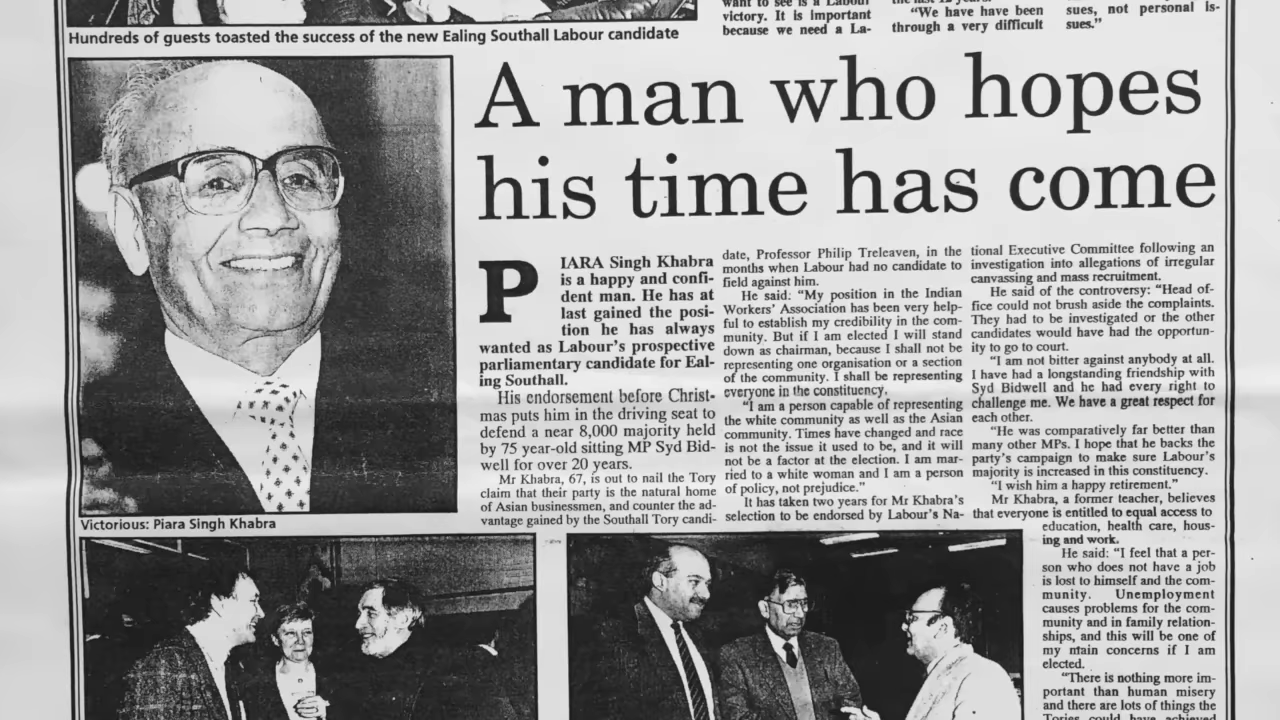 want to see is a Labour
victory. It is important
because we need a La-
the last 12 years.
"We have have been
through a very difficult
sues, not personal is-
sues."
Hundreds of guests toasted the success of the new Ealing Southall Labour candidate
A man who hopes
his time has come
PIARA Singh Khabra
is a happy and confi-
dent man. He has at
last gained the posi-
tion he has always
wanted as Labour's prospective
parliamentary candidate for Eal-
ing Southall.
His endorsement before Christ-
mas puts him in the driving seat to
defend a near 8,000 majority held
by 75 year-old sitting MP Syd Bid-
well for over 20 years.
Mr Khabra, 67, is out to nail the Tory
claim that their party is the natural home
of Asian businessmen, and counter the ad-
vantage gained by the Southall Tory candi-
date, Professor Philip Treleaven, in the
months when Labour had no candidate to
field against him.
He said: "My position in the Indian
Workers' Association has been very help-
ful to establish my credibility in the com-
munity. But if I am elected I will stand
down as chairman, because I shall not be
representing one organisation or a section
of the community. I shall be representing
everyone in the constituency.
"I am a person capable of representing
the white community as well as the Asian
community. Times have changed and race
is not the issue it used to be, and it will
not be a factor at the election. I am mar-
ried to a white woman and I am a person
of policy, not prejudice."
It has taken two years for Mr Khabra's
selection to be endorsed by Labour's Na-
tional Executive Committee following an
investigation into allegations of irregular
canvassing and mass recruitment.
He said of the controversy: "Head of-
fice could not brush aside the complaints.
They had to be investigated or the other
candidates would have had the opportun-
ity to go to court.
"I am not bitter against anybody at all.
I have had a longstanding friendship with
Syd Bidwell and he had every right to
challenge me. We have a great respect for
each other.
"He was comparatively far better than
many other MPs. I hope that he backs the
party's campaign to make sure Labour's
majority is increased in this constituency.
"I wish him a happy retirement."
Mr Khabra, a former teacher, believes
that everyone is entitled to equal access to
education, health care, hous-
ing and work.
He said: "I feel that a per-
son who does not have a job
is lost to himself and the com-
munity. Unemployment
causes problems for the com-
munity and in family relation-
ships, and this will be one of
my main concerns if I am
elected.
"There is nothing more im-
portant than human misery
and there are lots of things the
Tories could have achieved
Victorious: Piara Singh Khabra